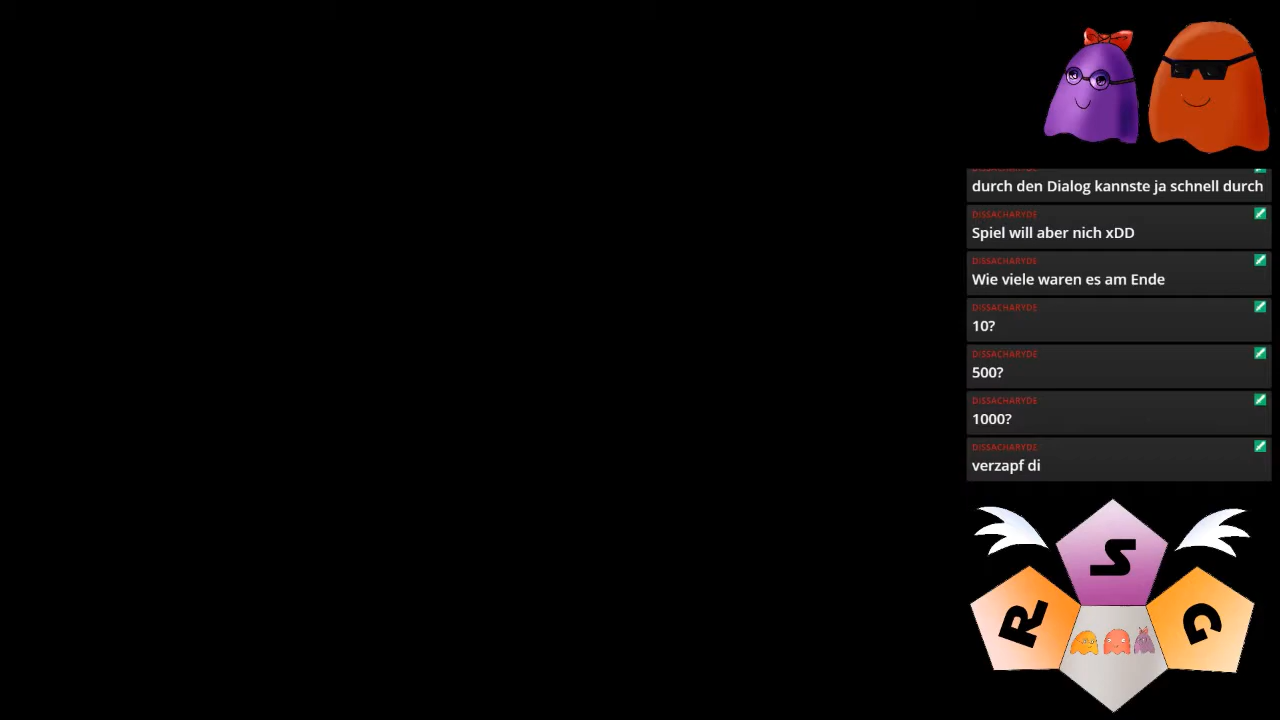 durch den Dialog kannste ja schnell durch
DISSACHARYDE
Spiel will aber nich xDD
DISSACHARYDE
Wie viele waren es am Ende
DISSACHARYDE
10?
DISSACHARYDE
500?
DISSACHARYDE
1000?
DISSACHARYDE
verzapf di
R
S
G